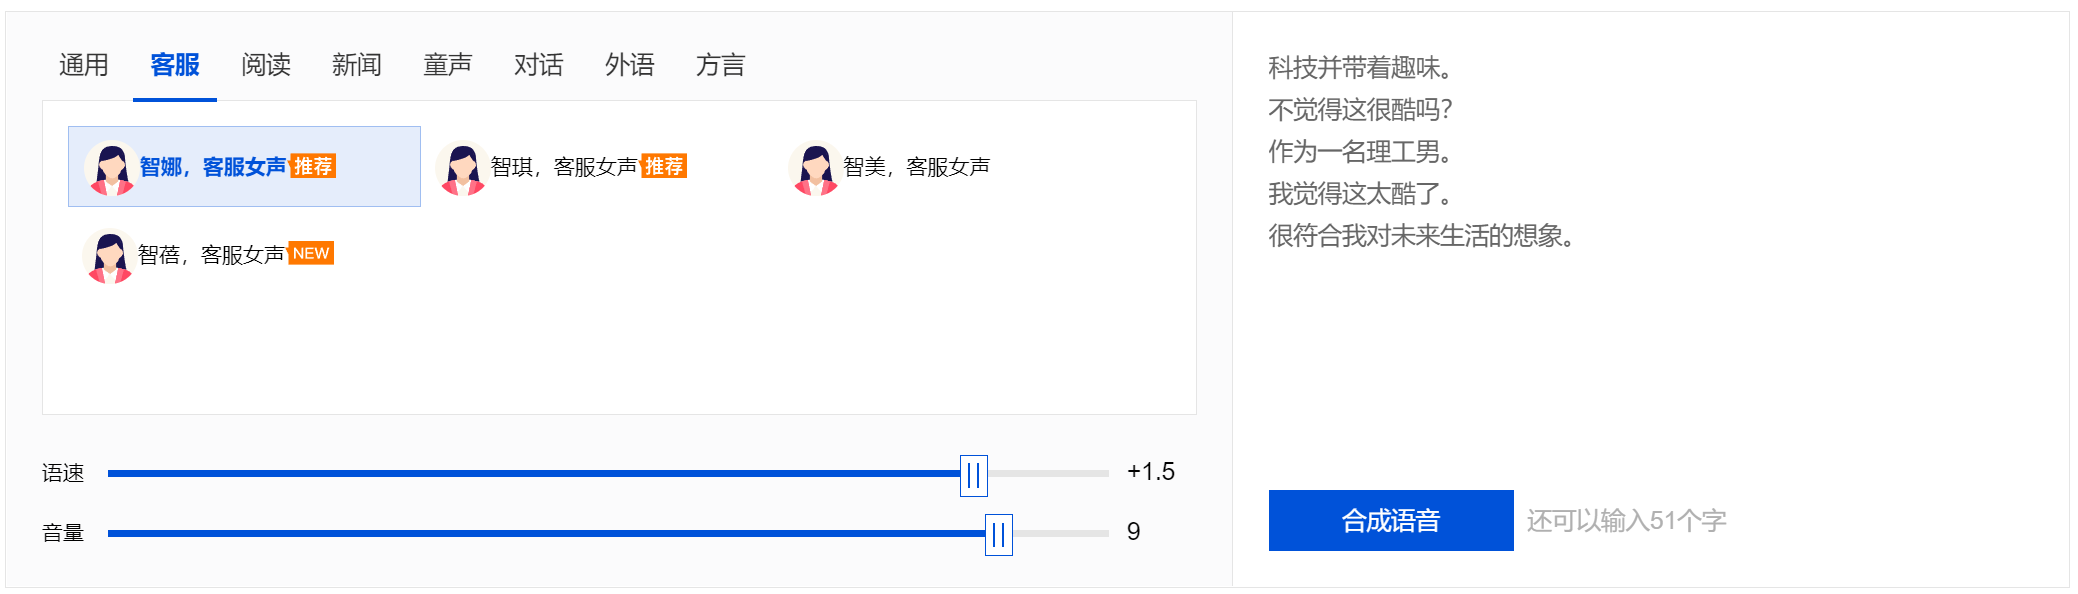 通用 客服 阅读 新闻 童声 对话 外语 方言
智娜，客服女声 推荐 智琪，客服女声 推荐 智美，客服女声
智蓓，客服女声 NEW
语速 +1.5
音量 9
科技并带着趣味。
不觉得这很酷吗？
作为一名理工男。
我觉得这太酷了。
很符合我对未来生活的想象。
合成语音 还可以输入51个字